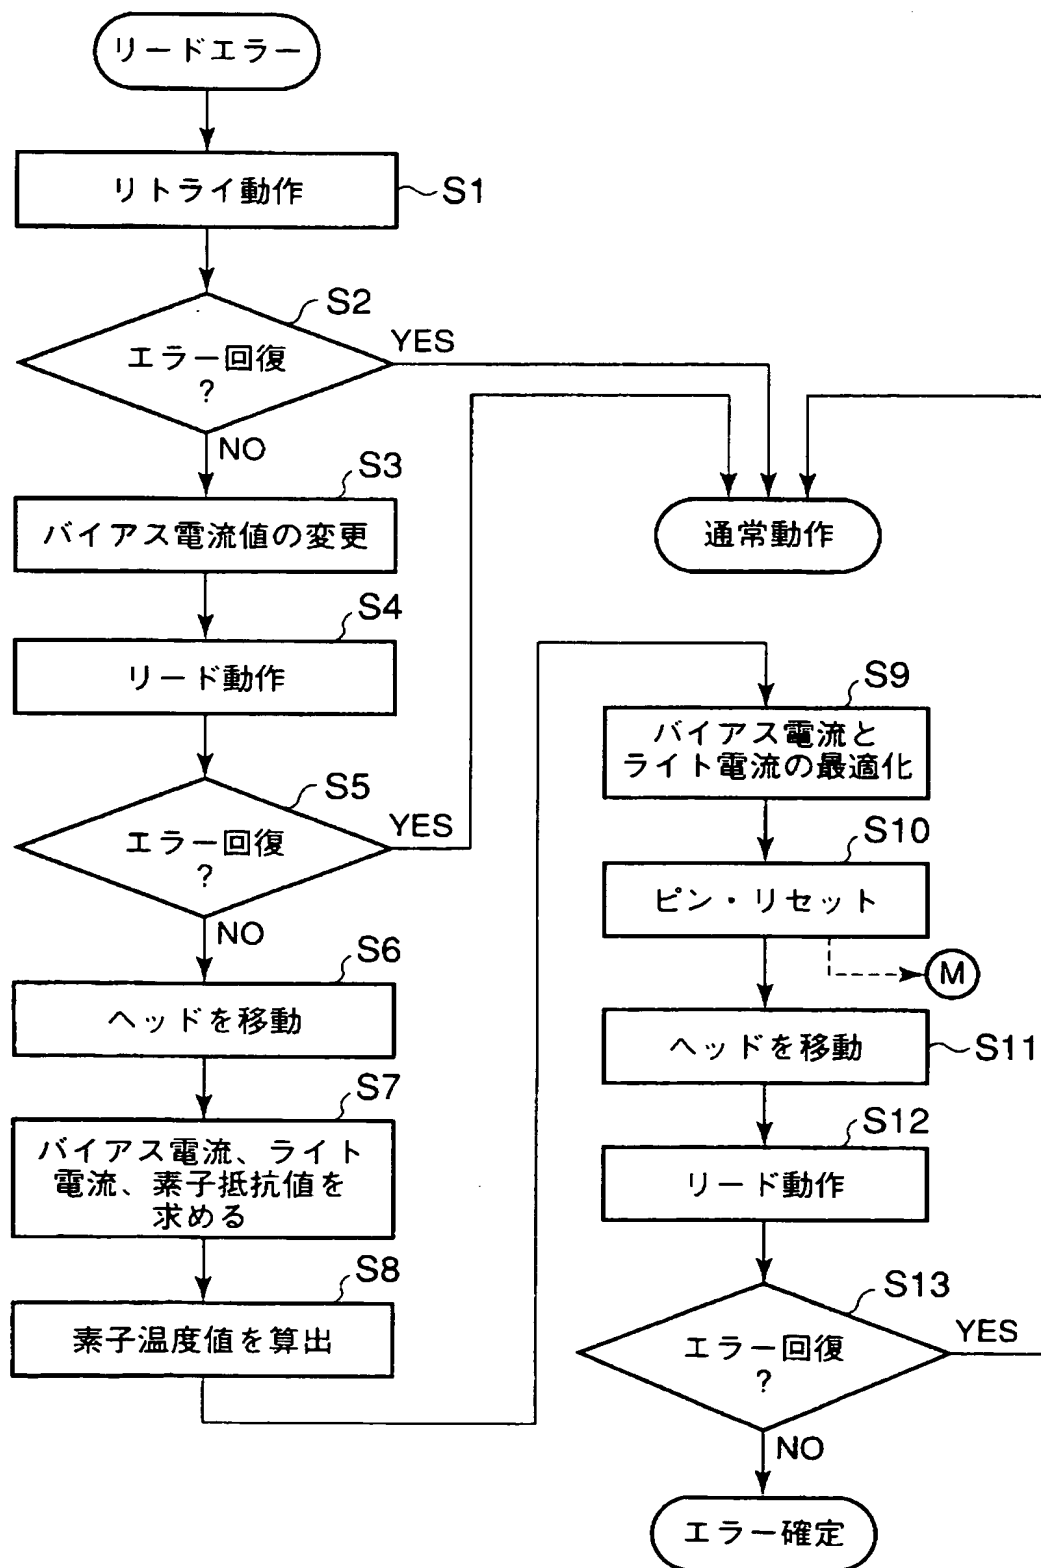 リードエラー
リトライ動作
S1
S2
エラー回復
?
YES
NO
S3
バイアス電流値の変更
通常動作
S4
リード動作
S5
エラー回復
?
YES
NO
S6
ヘッドを移動
S7
バイアス電流、ライト
電流、素子抵抗値を
求める
S8
素子温度値を算出
S9
バイアス電流と
ライト電流の最適化
S10
ピン・リセット
M
ヘッドを移動
S11
S12
リード動作
S13
エラー回復
?
YES
NO
エラー確定